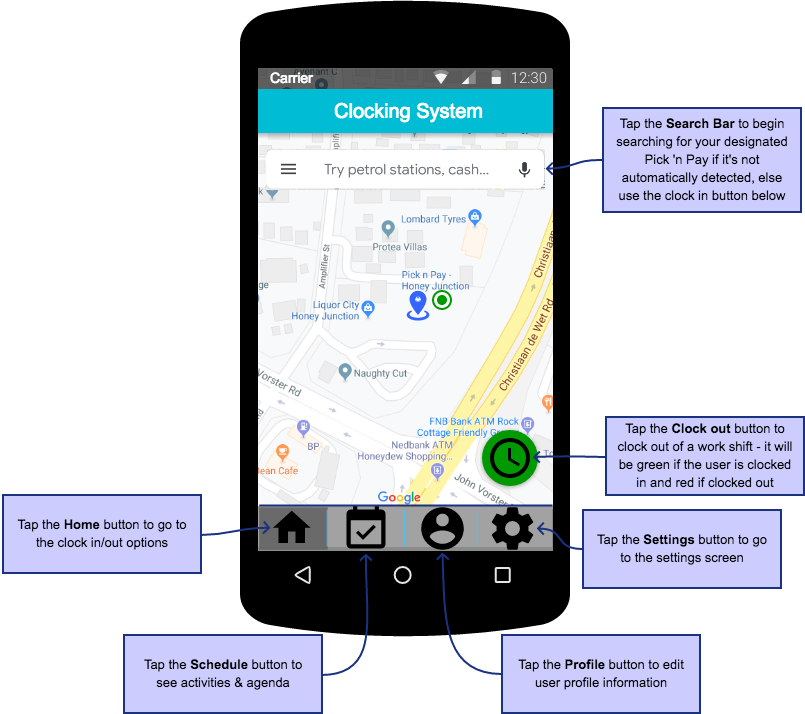 Carrier
12:30
Clocking System
Try petrol stations, cash...
Tap the Search Bar to begin
searching for your designated
Pick 'n Pay if it's not
automatically detected, else
use the clock in button below
Lombard Tyres
Protea Villas
Amplifier St
Christiaan
Pick n Pay -
Honey Junction
Liquor City
Honey Junction
Christiaan de Wet Rd
Naughty Cut
Vorster Rd
FNB Bank ATM Rock
Cottage Friendly
BP
Nedbank ATM
Honeydew Shopping...
Bean Cafe
John Vorster
Google
Tap the Clock out button to
clock out of a work shift - it will
be green if the user is clocked
in and red if clocked out
Tap the Home button to go to
the clock in/out options
Tap the Settings button to go
to the settings screen
Tap the Schedule button to
see activities & agenda
Tap the Profile button to edit
user profile information